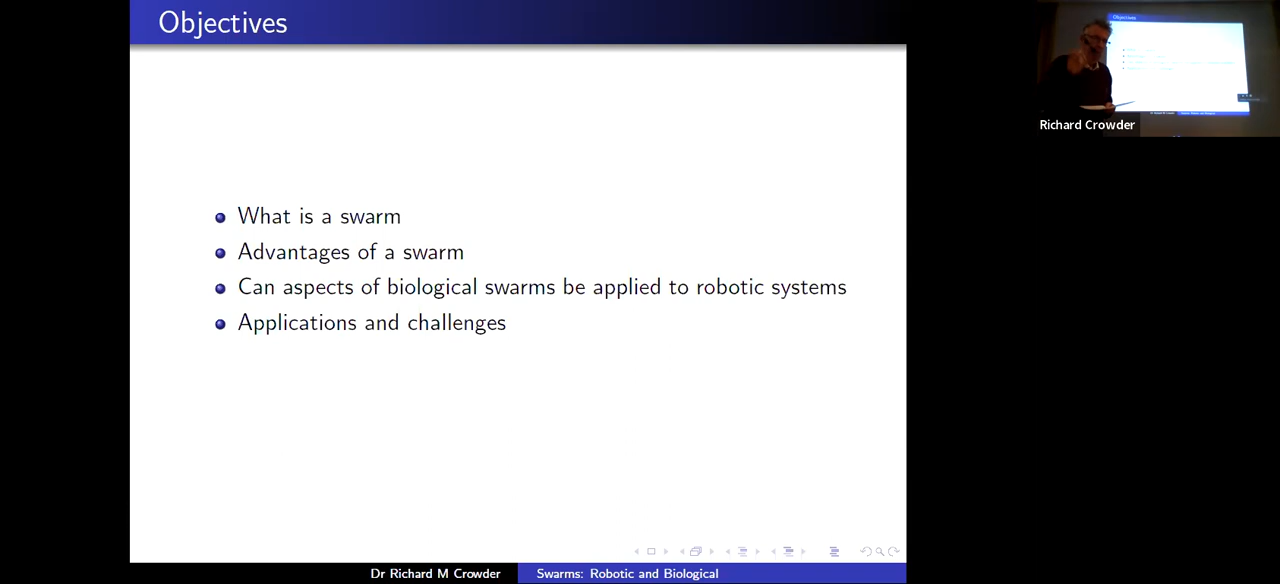 Objectives
What is a swarm
Advantages of a swarm
Can aspects of biological swarms be applied to robotic systems
Applications and challenges
Dr Richard M Crowder
Swarms: Robotic and Biological
Objectives
Richard Crowder